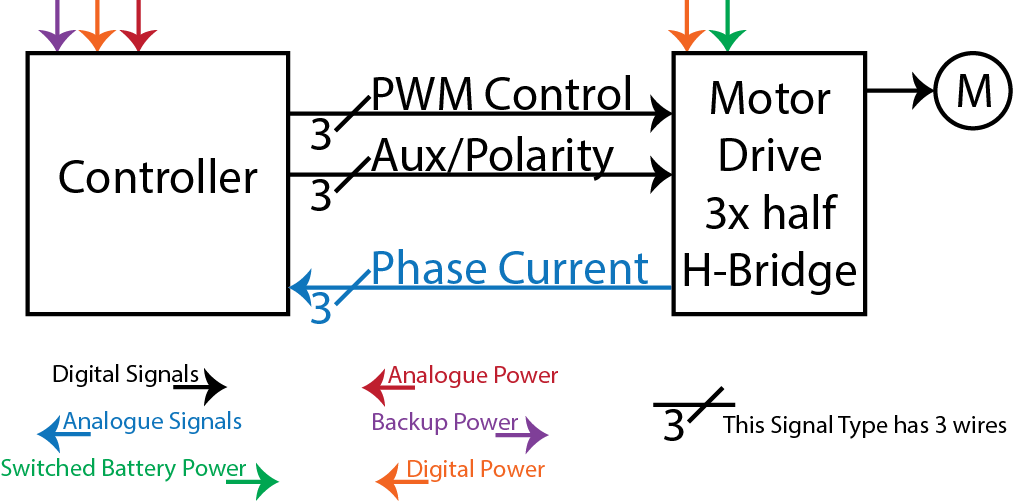 Controller
3
PWM Control
3
Aux/Polarity
3
Phase Current
Motor
Drive
3x half
H-Bridge
M
Digital Signals
Analogue Signals
Switched Battery Power
Analogue Power
Backup Power
Digital Power
3
This Signal Type has 3 wires